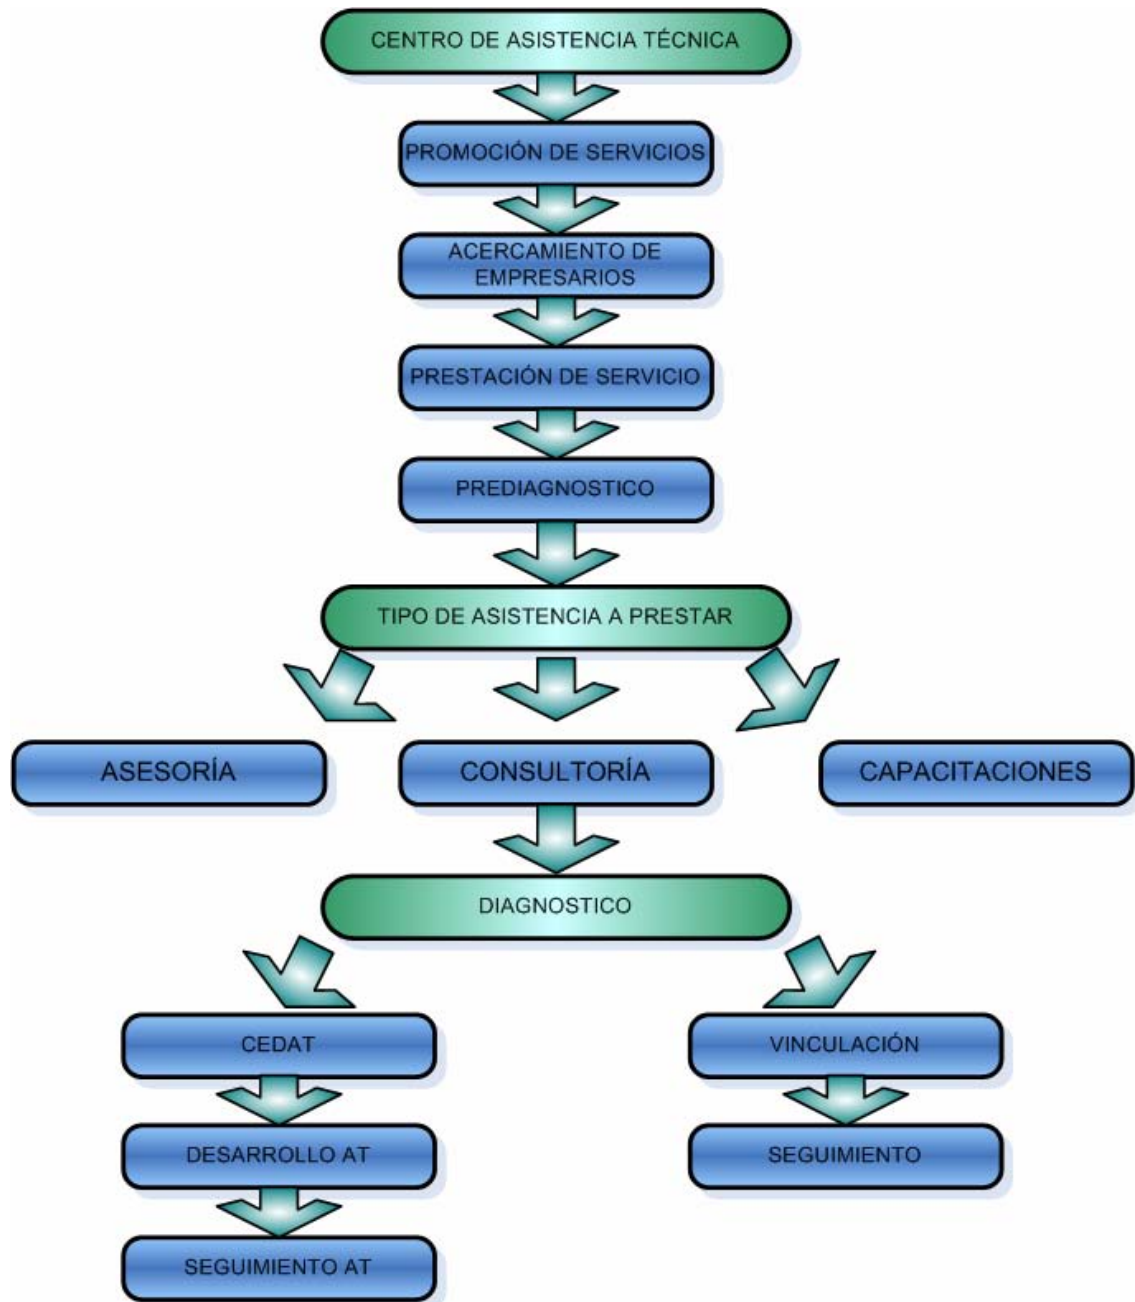 CENTRO DE ASISTENCIA TÉCNICA
PROMOCIÓN DE SERVICIOS
ACERCAMIENTO DE
EMPRESARIOS
PRESTACIÓN DE SERVICIO
PREDIAGNOSTICO
TIPO DE ASISTENCIA A PRESTAR
ASESORÍA
CONSULTORÍA
CAPACITACIONES
DIAGNOSTICO
CEDAT
VINCULACIÓN
DESARROLLO AT
SEGUIMIENTO
SEGUIMIENTO AT